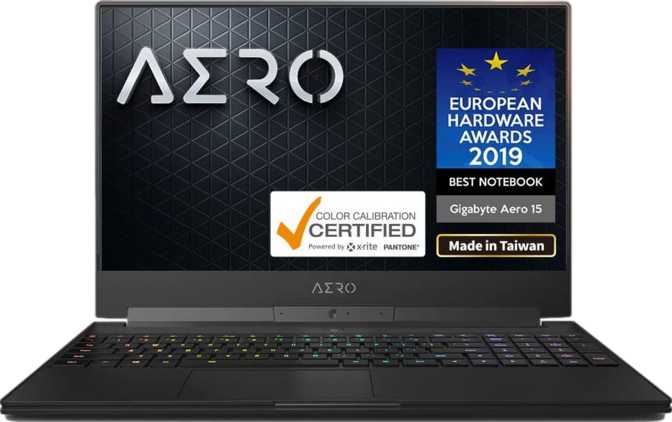 AERO
EUROPEAN
HARDWARE
AWARDS
2019
BEST NOTEBOOK
Gigabyte Aero 15
COLOR CALIBRATION
CERTIFIED
Powered by x-rite PANTONE®
Made in Taiwan
AERO